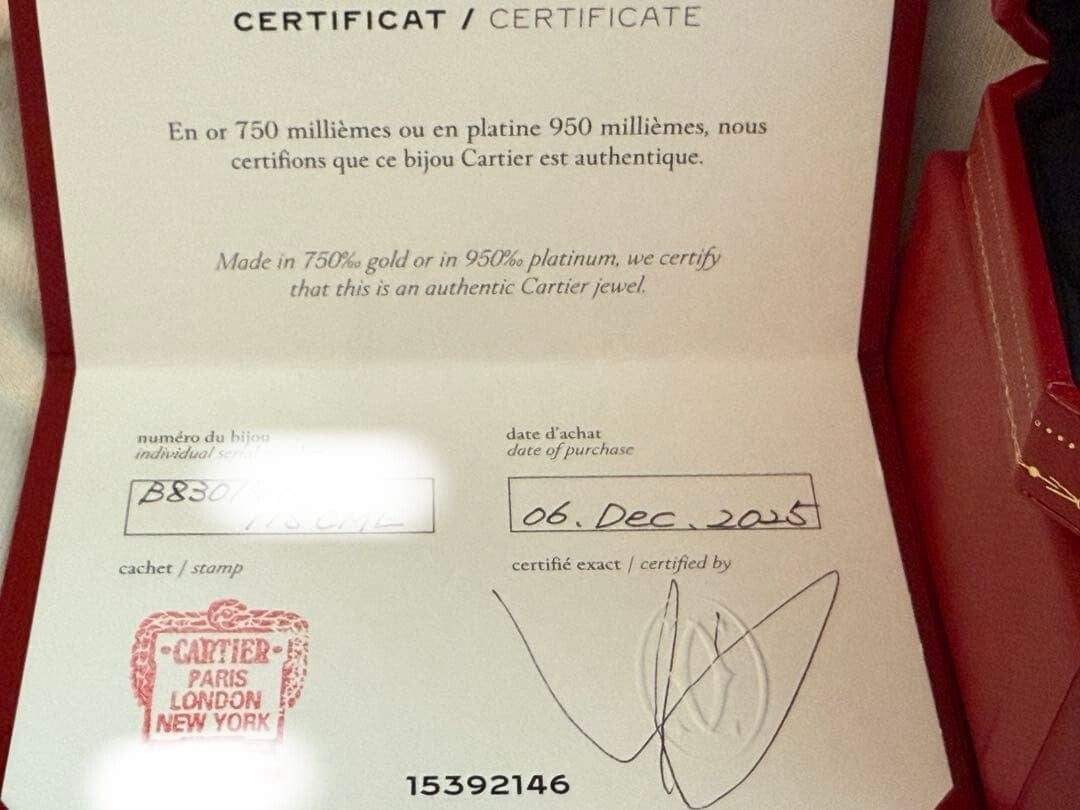 CERTIFICAT / CERTIFICATE
En or 750 millièmes ou en platine 950 millièmes, nous
certifions que ce bijou Cartier est authentique.
Made in 750‰ gold or in 950‰ platinum, we certify
that this is an authentic Cartier jewel.
numéro du bijou
individual
B830
date d'achat
date of purchase
06. Dec. 2025
cachet / stamp
·CARTIER·
PARIS
LONDON
NEW YORK
certifié exact / certified by
15392146